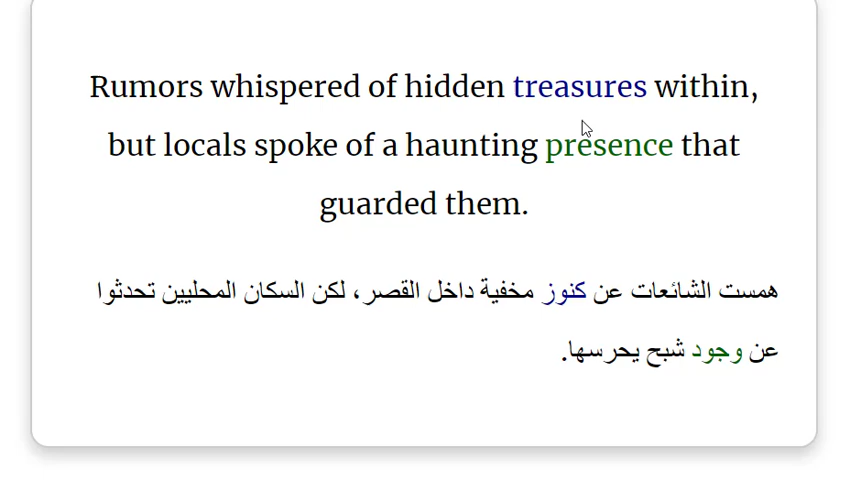 Rumors whispered of hidden treasures within,
but locals spoke of a haunting presence that
guarded them.
همست الشائعات عن كنوز مخفية داخل القصر، لكن السكان المحليين تحدثوا
عن وجود شبح يحرسها.